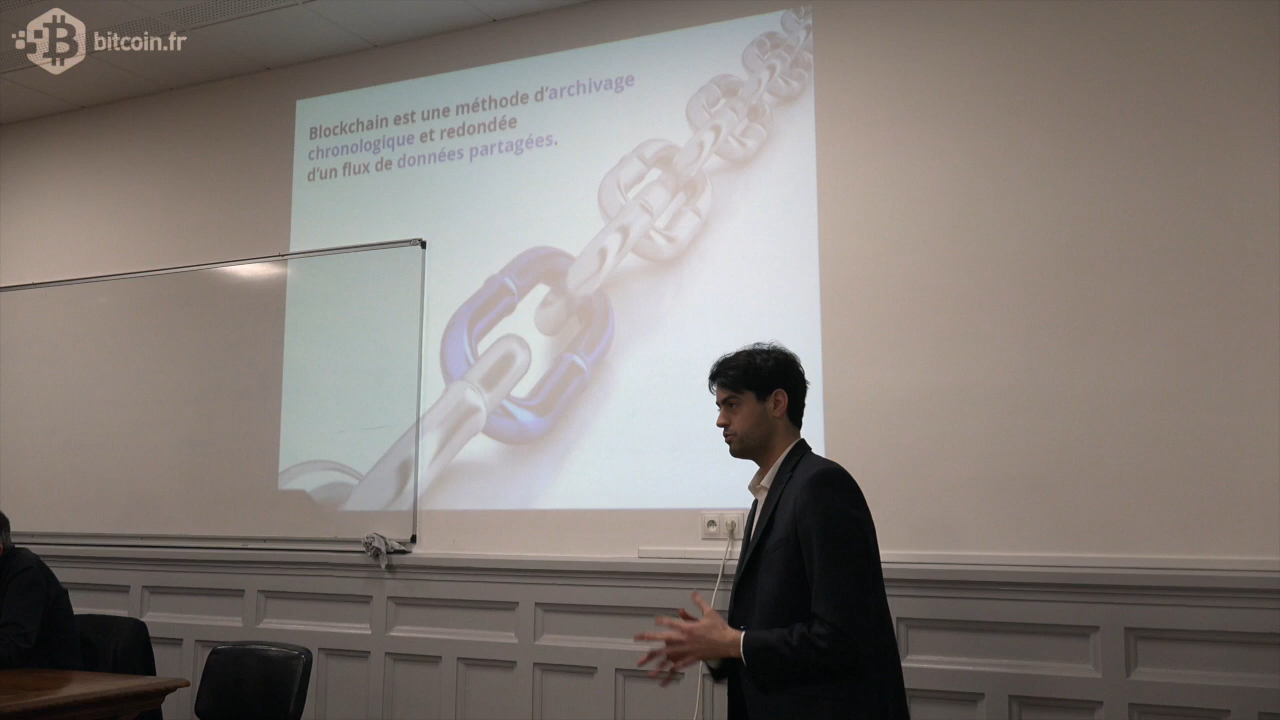 bitcoin.fr
Blockchain est une méthode d'archivage
chronologique et redondée
d'un flux de données partagées.